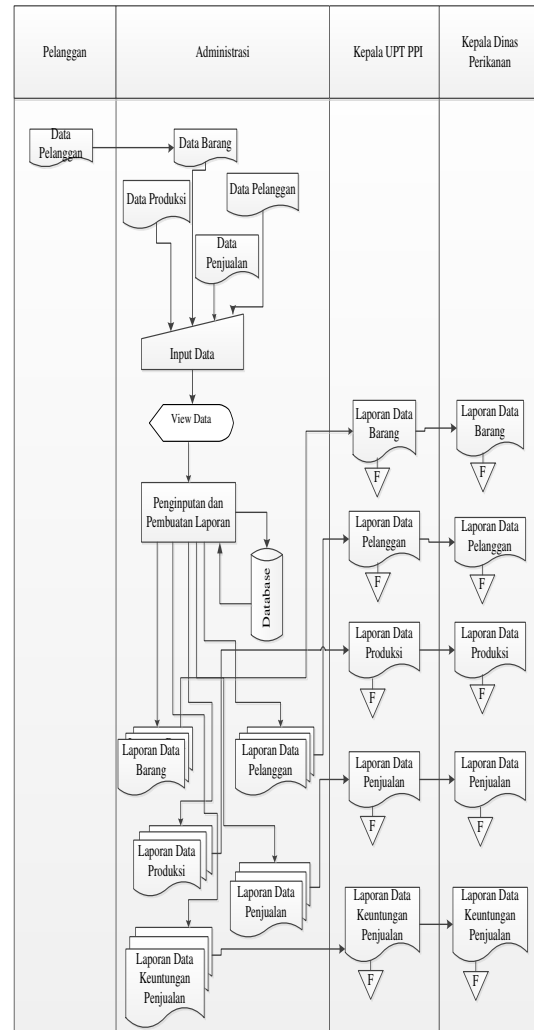 Pelanggan
Administrasi
Kepala UPT PPI
Kepala Dinas
Perikanan
Data
Pelanggan
Data Barang
Data Produksi
Data Pelanggan
Data
Penjualan
Input Data
View Data
Penginputan dan
Pembuatan Laporan
Database
Laporan Data
Barang
F
Laporan Data
Barang
F
Laporan Data
Pelanggan
F
Laporan Data
Pelanggan
F
Laporan Data
Produksi
F
Laporan Data
Produksi
F
Laporan Data
Barang
Laporan Data
Pelanggan
Laporan Data
Penjualan
F
Laporan Data
Penjualan
F
Laporan Data
Produksi
Laporan Data
Penjualan
Laporan Data
Keuntungan
Penjualan
Laporan Data
Keuntungan
Penjualan
F
Laporan Data
Keuntungan
Penjualan
F